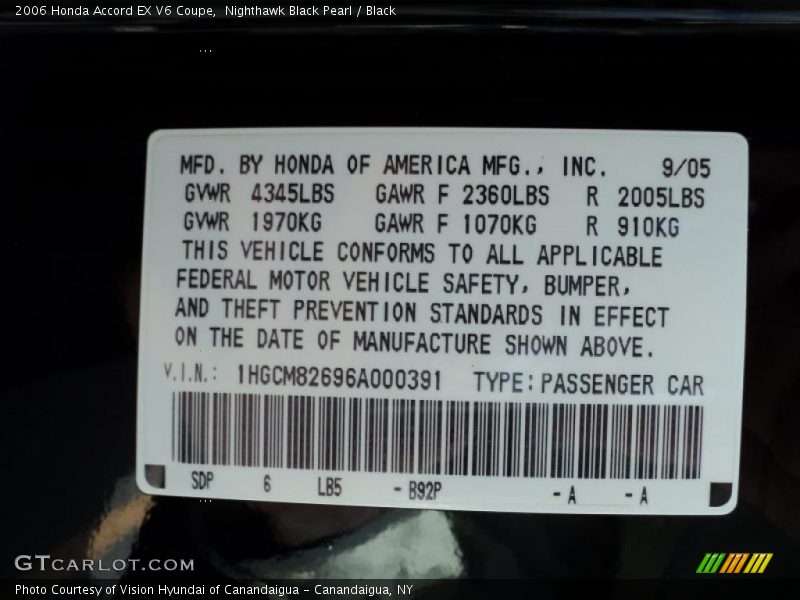 2006 Honda Accord EX V6 Coupe, Nighthawk Black Pearl / Black
MFD. BY HONDA OF AMERICA MFG., INC. 9/05
GVWR 4345LBS GAWR F 2360LBS R 2005LBS
GVWR 1970KG GAWR F 1070KG R 910KG
THIS VEHICLE CONFORMS TO ALL APPLICABLE
FEDERAL MOTOR VEHICLE SAFETY, BUMPER,
AND THEFT PREVENTION STANDARDS IN EFFECT
ON THE DATE OF MANUFACTURE SHOWN ABOVE.
V.I.N.: 1HGCM82696A000391 TYPE:PASSENGER CAR
SDP 6 LB5 -B92P -A -A
GTCARLOT.COM
Photo Courtesy of Vision Hyundai of Canandaigua - Canandaigua, NY